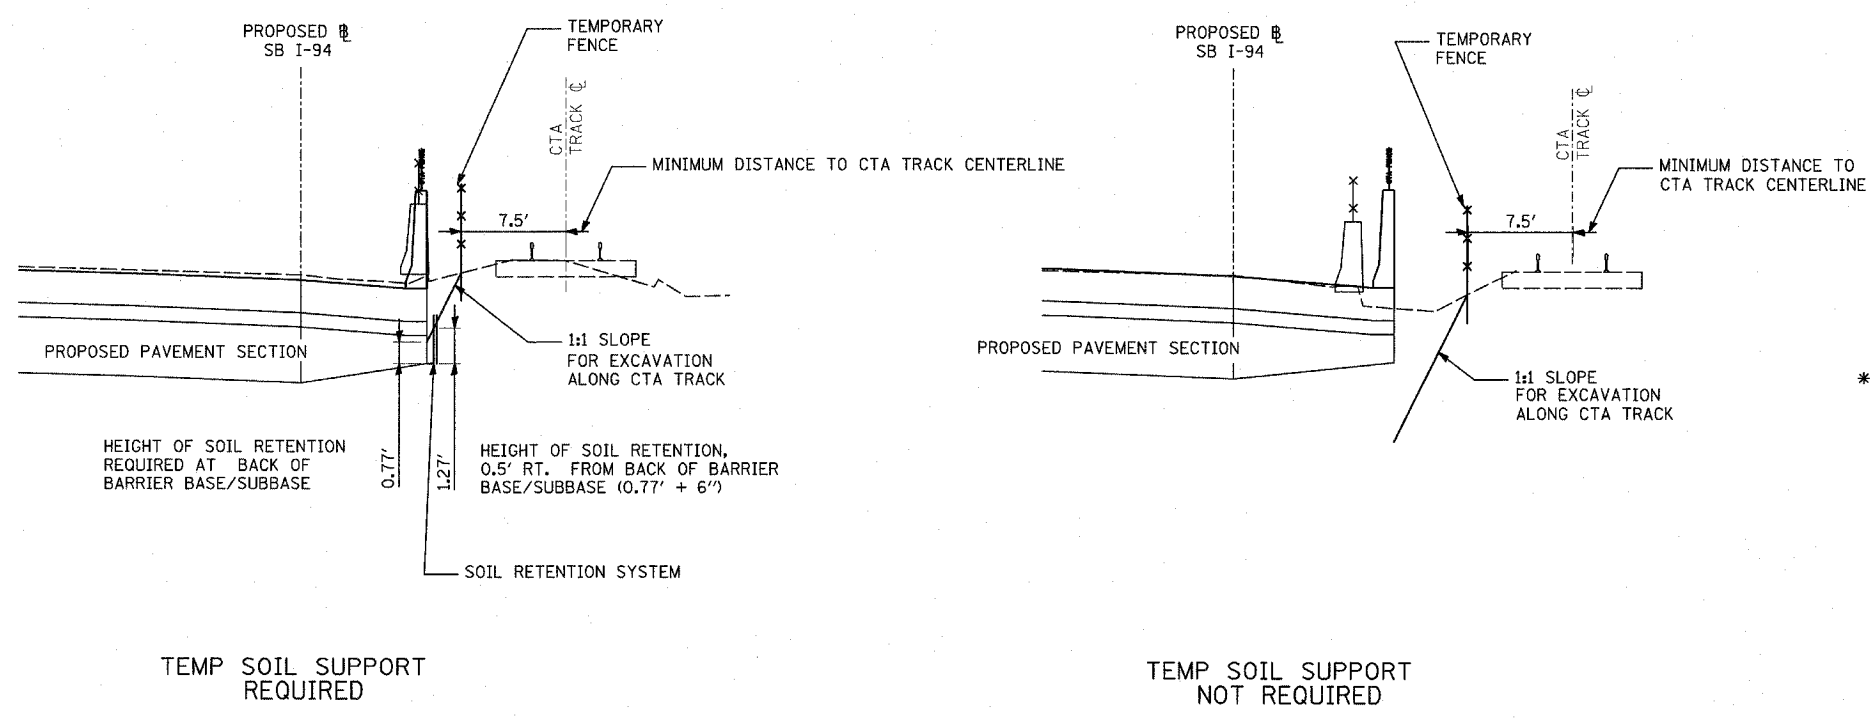 PROPOSED ℄
SB I-94
TEMPORARY
FENCE
CTA
TRACK ℄
MINIMUM DISTANCE TO CTA TRACK CENTERLINE
7.5'
1:1 SLOPE
FOR EXCAVATION
ALONG CTA TRACK
PROPOSED PAVEMENT SECTION
HEIGHT OF SOIL RETENTION
REQUIRED AT BACK OF
BARRIER BASE/SUBBASE
0.77'
1.27'
HEIGHT OF SOIL RETENTION,
0.5' RT. FROM BACK OF BARRIER
BASE/SUBBASE (0.77' + 6")
SOIL RETENTION SYSTEM
TEMP SOIL SUPPORT
REQUIRED
PROPOSED ℄
SB I-94
TEMPORARY
FENCE
CTA
TRACK ℄
MINIMUM DISTANCE TO
CTA TRACK CENTERLINE
7.5'
PROPOSED PAVEMENT SECTION
1:1 SLOPE
FOR EXCAVATION
ALONG CTA TRACK
*
TEMP SOIL SUPPORT
NOT REQUIRED